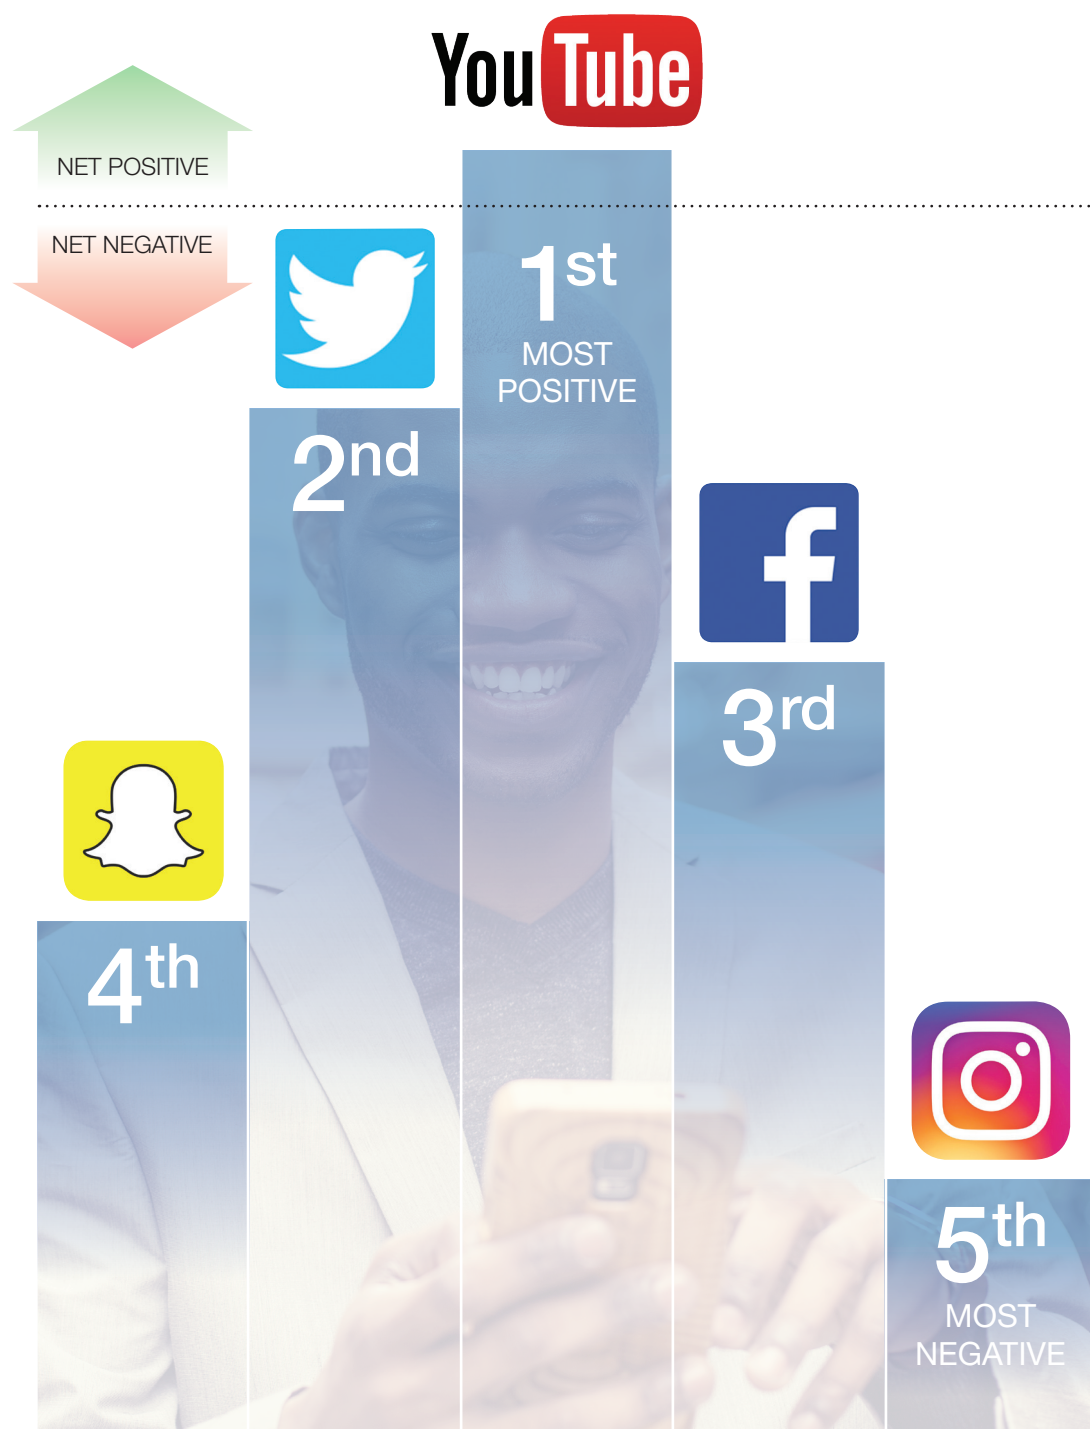 YouTube
NET POSITIVE
NET NEGATIVE
1st
MOST
POSITIVE
2nd
3rd
4th
5th
MOST
NEGATIVE